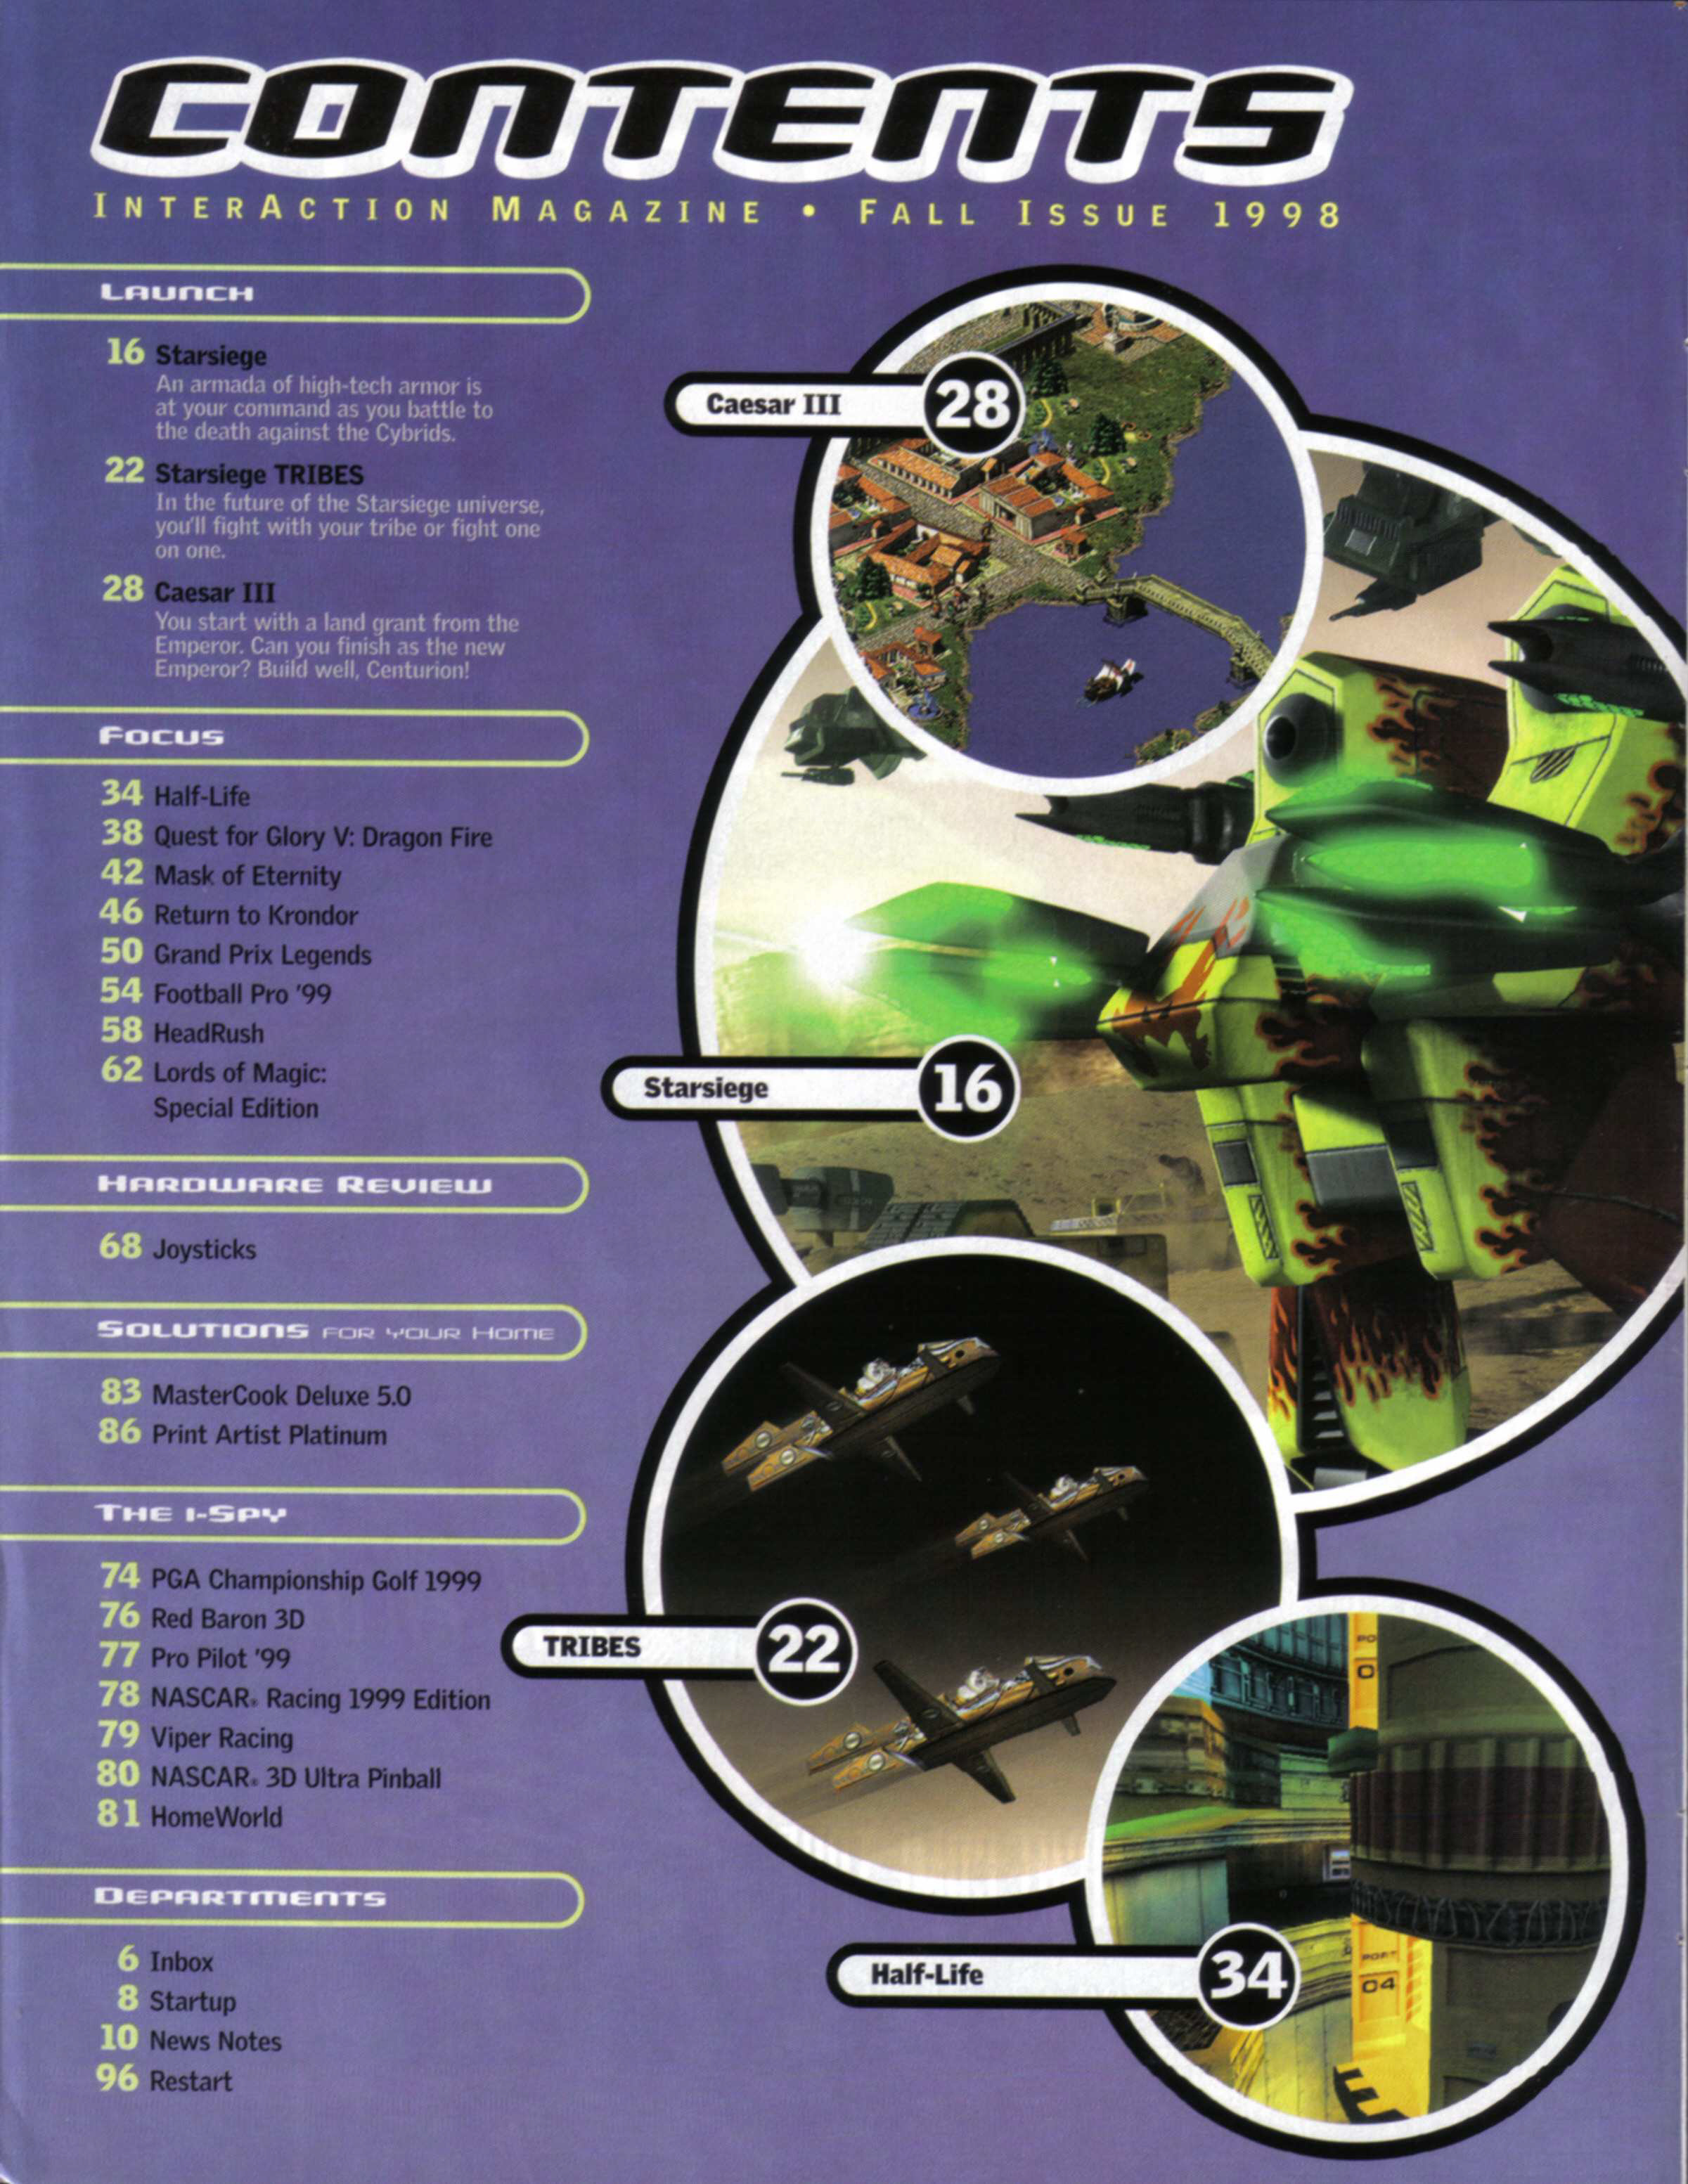 CONTENTS
INTERACTION MAGAZINE • FALL ISSUE 1998
LAUNCH
16 Starsiege
An armada of high-tech armor is
at your command as you battle to
the death against the Cybrids.
22 Starsiege TRIBES
In the future of the Starsiege universe,
you'll fight with your tribe or fight one
on one.
28 Caesar III
You start with a land grant from the
Emperor. Can you finish as the new
Emperor? Build well, Centurion!
FOCUS
34 Half-Life
38 Quest for Glory V: Dragon Fire
42 Mask of Eternity
46 Return to Krondor
50 Grand Prix Legends
54 Football Pro '99
58 HeadRush
62 Lords of Magic:
Special Edition
HARDWARE REVIEW
68 Joysticks
SOLUTIONS FOR YOUR HOME
83 MasterCook Deluxe 5.0
86 Print Artist Platinum
THE I-SPY
74 PGA Championship Golf 1999
76 Red Baron 3D
77 Pro Pilot '99
78 NASCAR® Racing 1999 Edition
79 Viper Racing
80 NASCAR® 3D Ultra Pinball
81 HomeWorld
DEPARTMENTS
6 Inbox
8 Startup
10 News Notes
96 Restart
Caesar III 28
Starsiege 16
TRIBES 22
Half-Life 34
PORT
04